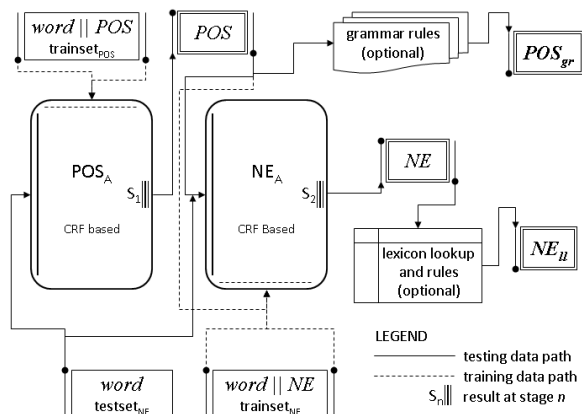 word || POS
trainset_POS
POS
grammar rules
(optional)
POS_gr
POS_A
S_1
CRF based
NE_A
S_2
CRF Based
NE
lexicon lookup
and rules
(optional)
NE_ll
word
testset_NE
word || NE
trainset_NE
LEGEND
testing data path
training data path
S_n result at stage n